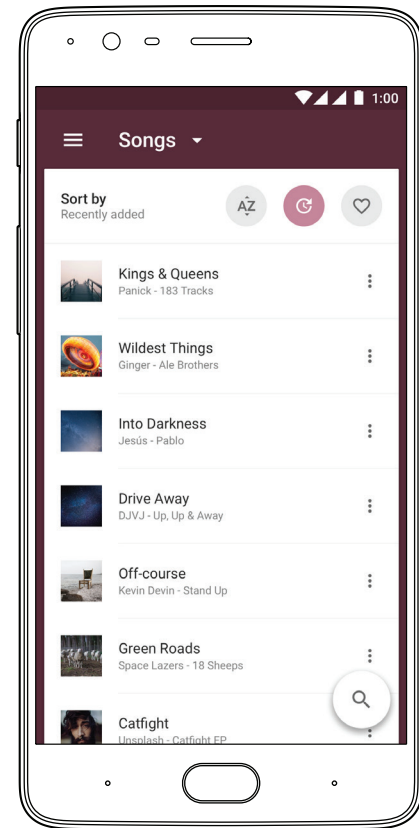 1:00
Songs
Sort by
Recently added
AZ
Kings & Queens
Panick - 183 Tracks
Wildest Things
Ginger - Ale Brothers
Into Darkness
Jesús - Pablo
Drive Away
DJVJ - Up, Up & Away
Off-course
Kevin Devin - Stand Up
Green Roads
Space Lazers - 18 Sheeps
Catfight
Unsplash - Catfight EP